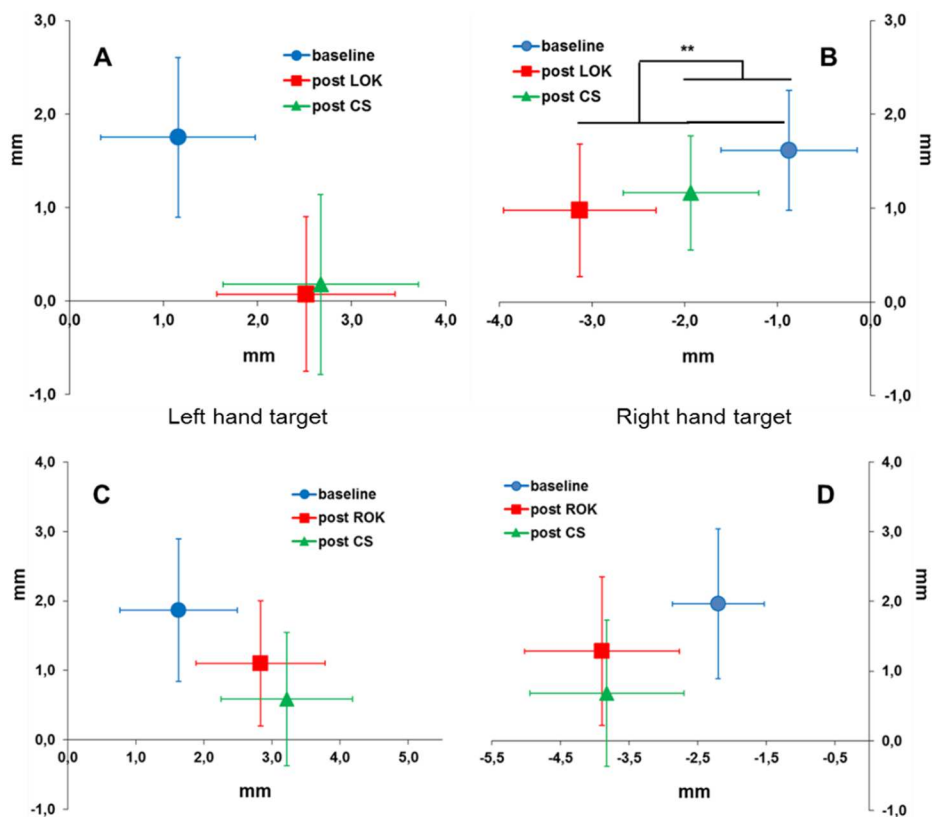 3,0
A
baseline
post LOK
post CS
2,0
mm
1,0
0,0
0,0
1,0
2,0
3,0
4,0
mm
-1,0
Left hand target
3,0
B
baseline
post LOK
post CS
**
2,0
mm
1,0
0,0
-4,0
-3,0
-2,0
-1,0
0,0
mm
-1,0
Right hand target
4,0
C
baseline
post ROK
post CS
3,0
mm
2,0
1,0
0,0
0,0
1,0
2,0
3,0
4,0
5,0
mm
-1,0
4,0
D
baseline
post ROK
post CS
3,0
mm
2,0
1,0
0,0
-5,5
-4,5
-3,5
-2,5
-1,5
-0,5
mm
-1,0